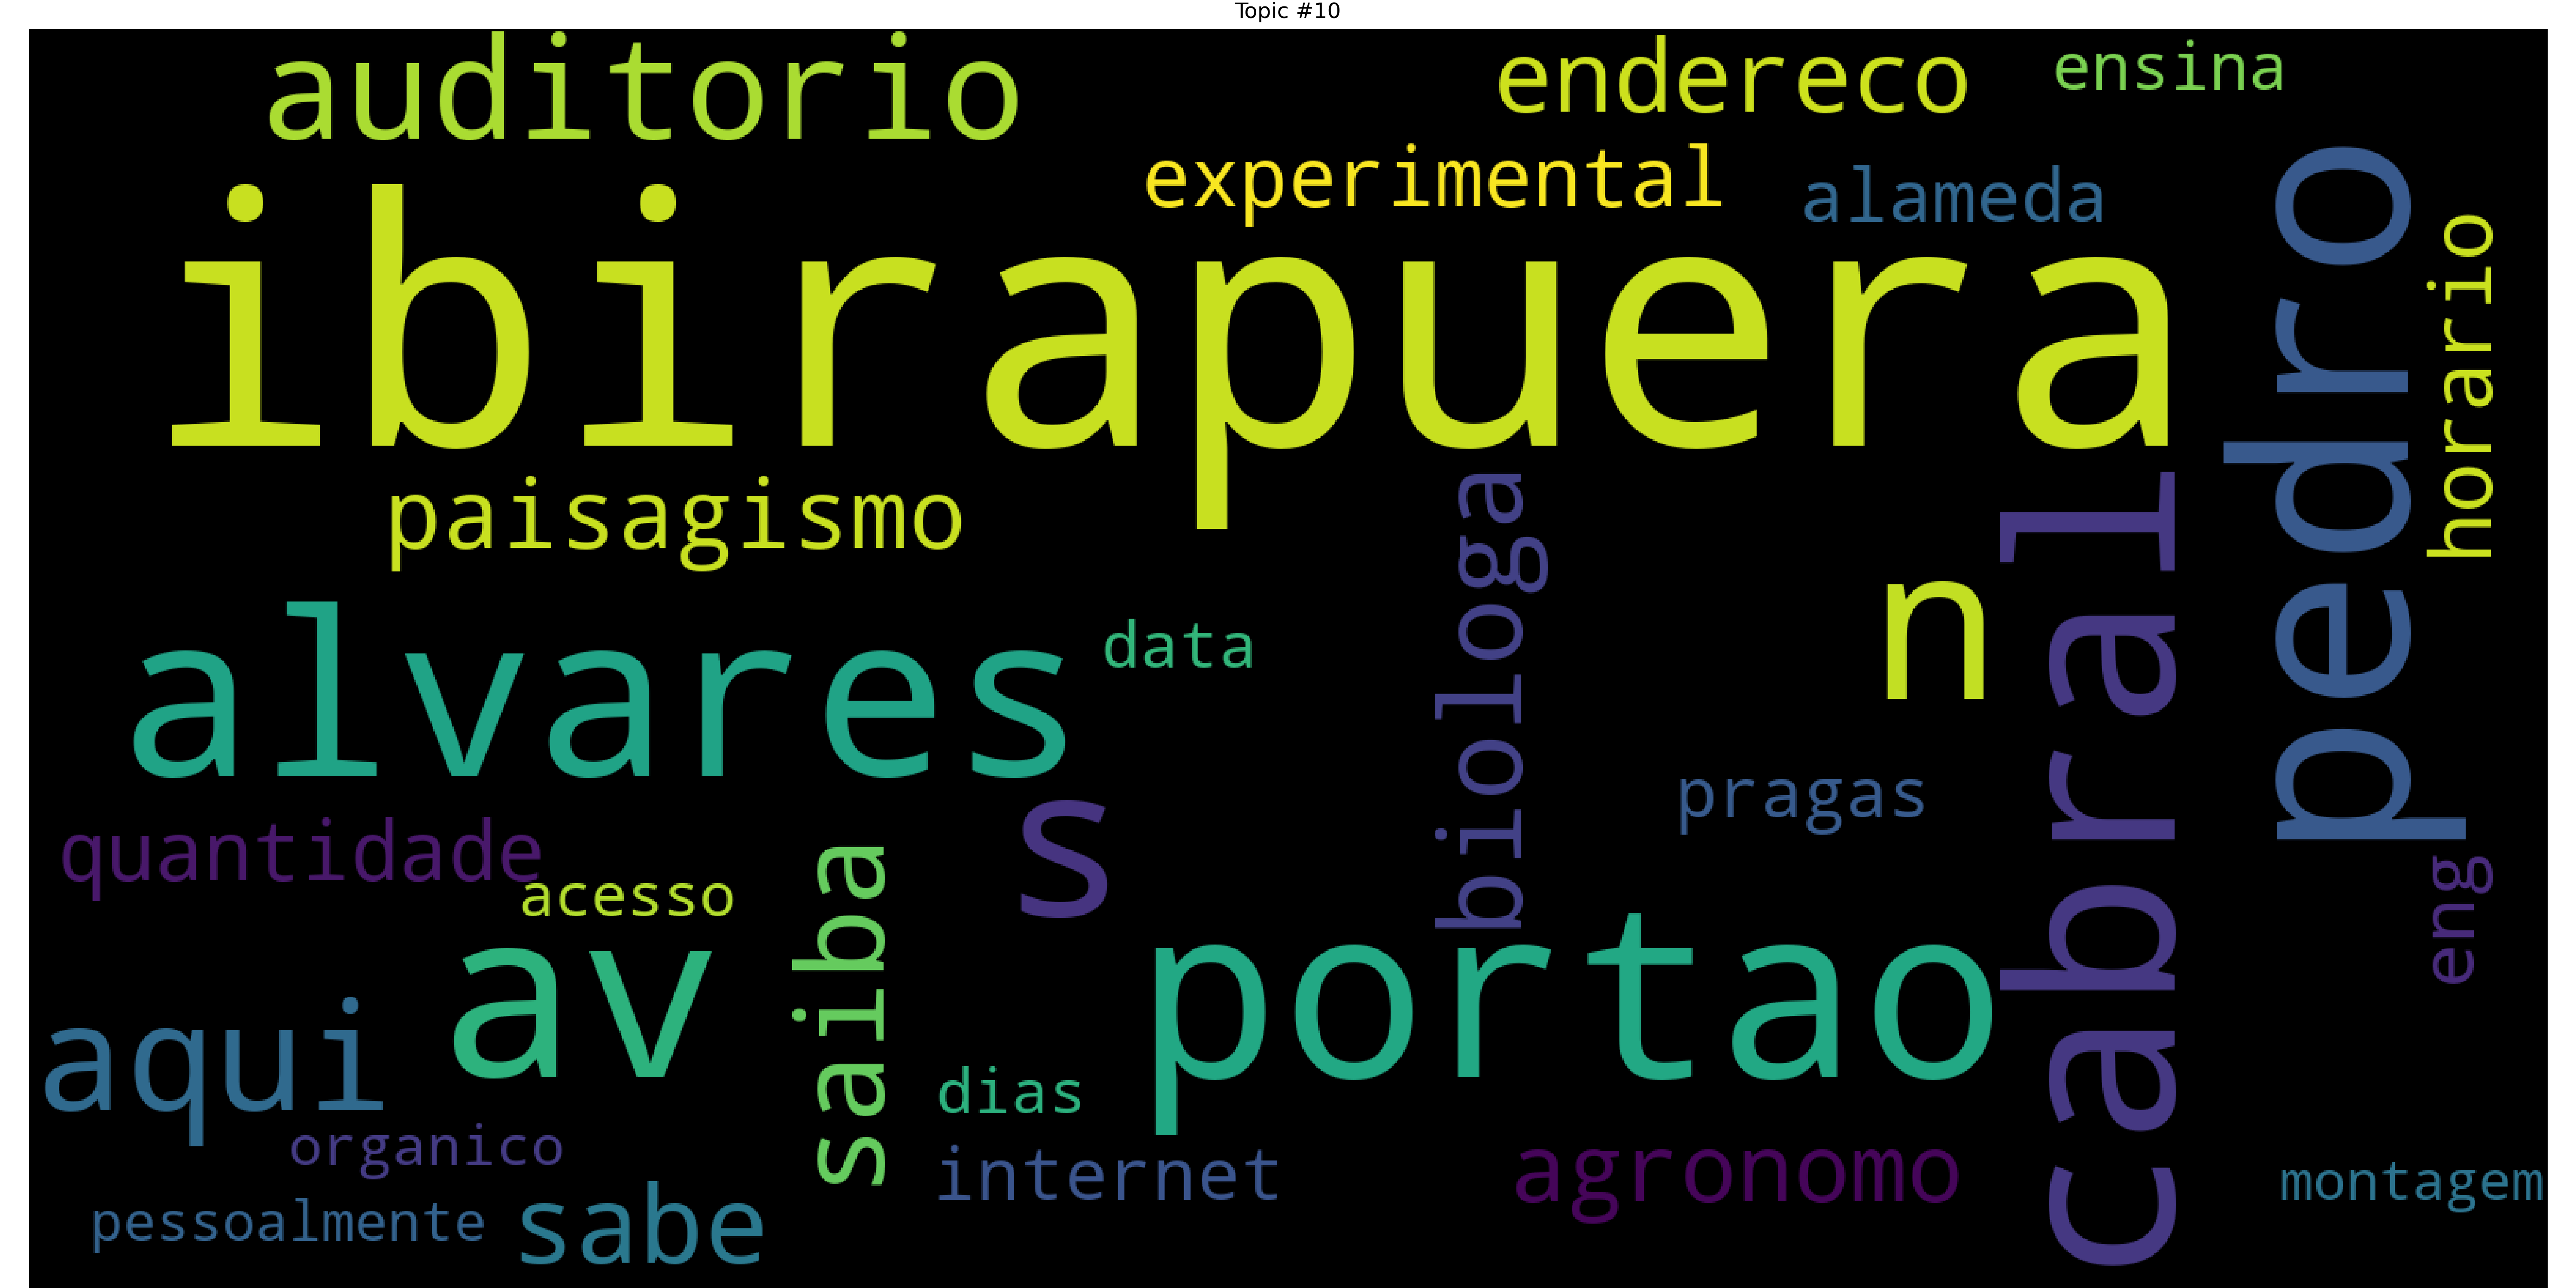 Topic #10
auditorio
endereco
ensina
experimental
alameda
ibirapuera
pedro
horario
paisagismo
biologa
n
cabral
alvares
data
pragas
s
quantidade
acesso
saiba
eng
av
portao
aqui
dias
organico
internet
agronomo
montagem
pessoalmente
sabe